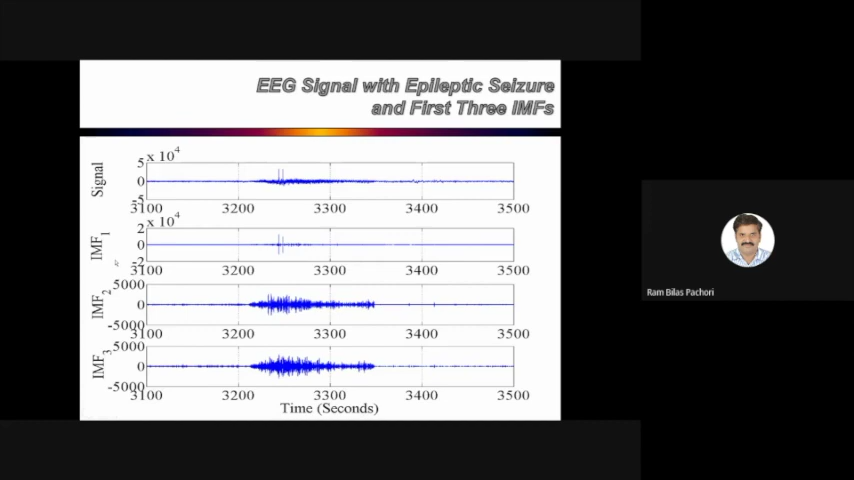 EEG Signal with Epileptic Seizure
and First Three IMFs
5 x 10^4
0
-5
Signal
3100 3200 3300 3400 3500
2 x 10^4
0
-2
IMF1
3100 3200 3300 3400 3500
5000
0
-5000
IMF2
3100 3200 3300 3400 3500
5000
0
-5000
IMF3
3100 3200 3300 3400 3500
Time (Seconds)
Ram Bilas Pachori